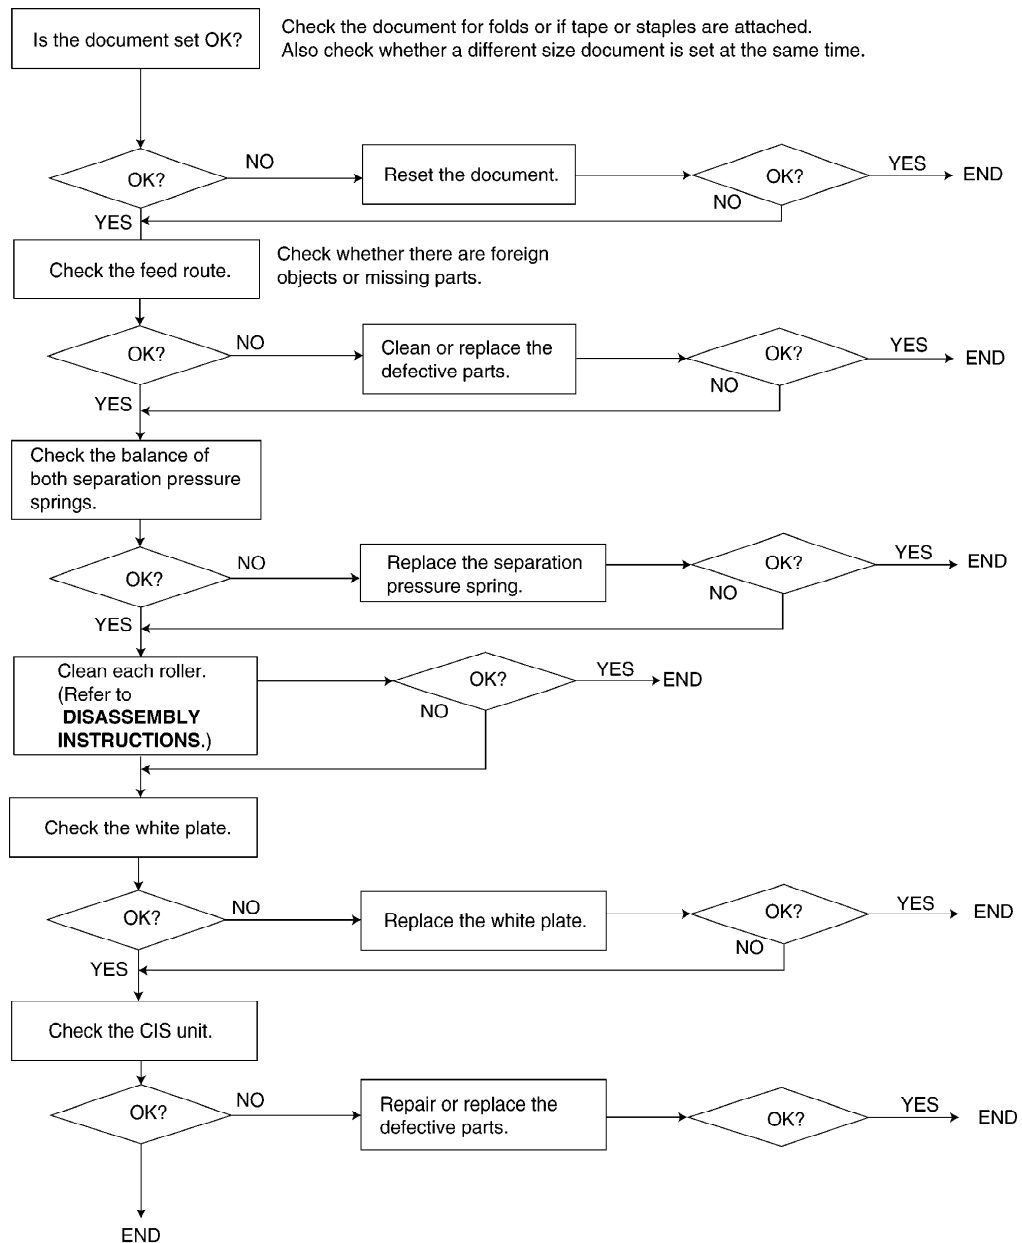 Is the document set OK?
Check the document for folds or if tape or staples are attached.
Also check whether a different size document is set at the same time.
OK?
NO
Reset the document.
OK?
YES
END
NO
YES
Check the feed route.
Check whether there are foreign
objects or missing parts.
OK?
NO
Clean or replace the
defective parts.
OK?
YES
END
NO
YES
Check the balance of
both separation pressure
springs.
OK?
NO
Replace the separation
pressure spring.
OK?
YES
END
NO
YES
Clean each roller.
(Refer to
DISASSEMBLY
INSTRUCTIONS.)
OK?
YES
END
NO
Check the white plate.
OK?
NO
Replace the white plate.
OK?
YES
END
NO
YES
Check the CIS unit.
OK?
NO
Repair or replace the
defective parts.
OK?
YES
END
END